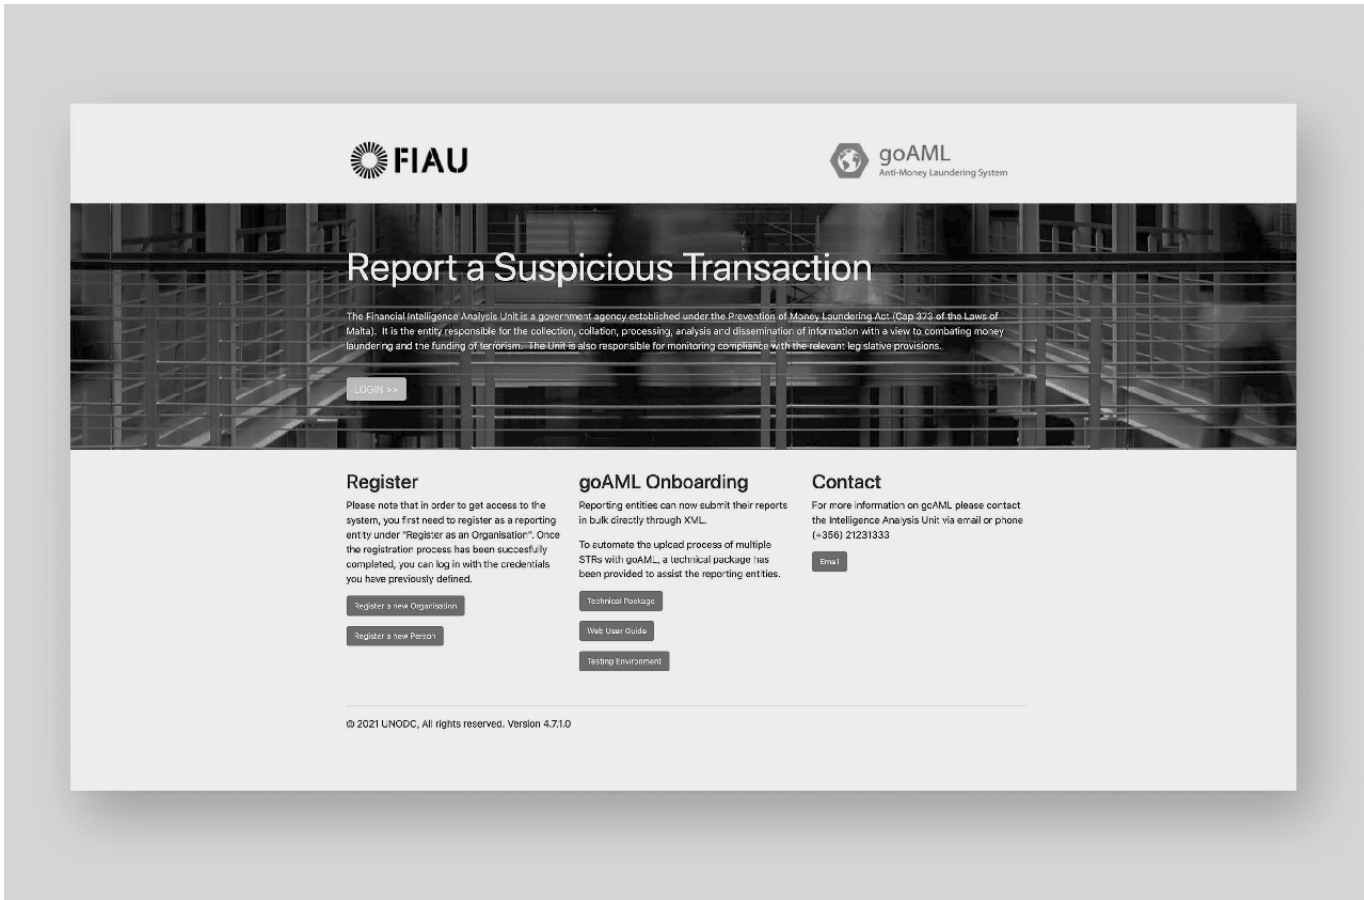 FIAU
goAML
Anti-Money Laundering System
Report a Suspicious Transaction
The Financial Intelligence Analysis Unit is a government agency established under the Prevention of Money Laundering Act (Cap 373 of the Laws of
Malta). It is the entity responsible for the collection, collation, processing, analysis and dissemination of information with a view to combating money
laundering and the funding of terrorism. The Unit is also responsible for monitoring compliance with the relevant legislative provisions.
LOGIN >>
Register
Please note that in order to get access to the
system, you first need to register as a reporting
entity under "Register as an Organisation". Once
the registration process has been succesfully
completed, you can log in with the credentials
you have previously defined.
Register a new Organisation
Register a new Person
goAML Onboarding
Reporting entities can now submit their reports
in bulk directly through XML.
To automate the upload process of multiple
STRs with goAML, a technical package has
been provided to assist the reporting entities.
Technical Package
Web User Guide
Testing Environment
Contact
For more information on goAML please contact
the Intelligence Analysis Unit via email or phone
(+356) 21231333
Email
© 2021 UNODC, All rights reserved. Version 4.7.1.0